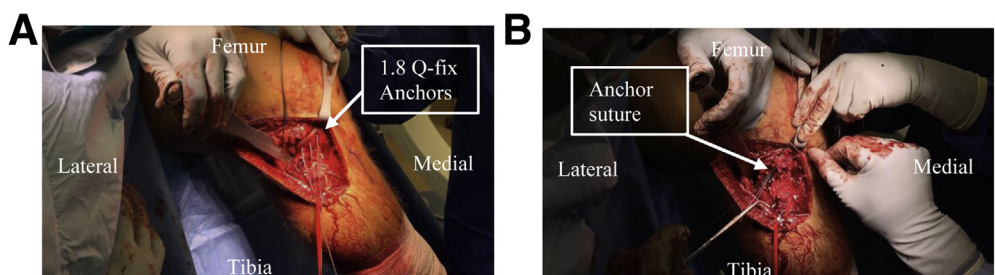 A
Femur
1.8 Q-fix
Anchors
Lateral
Medial
Tibia
B
Femur
Anchor
suture
Lateral
Medial
Tibia